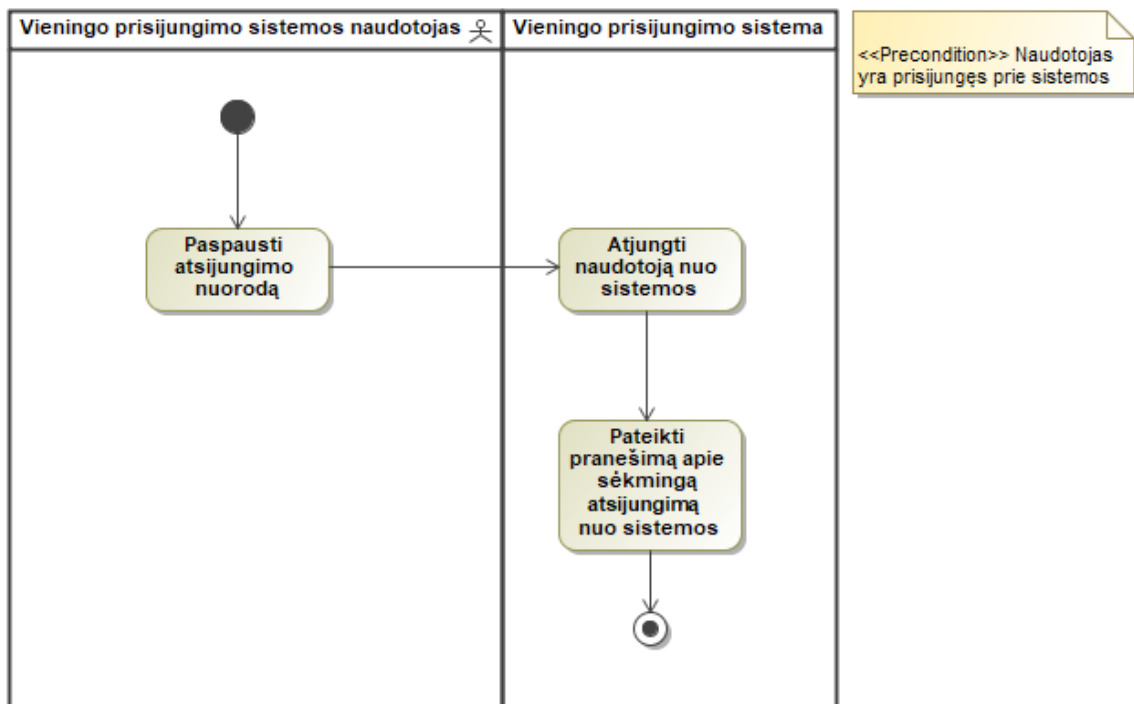 Vieningo prisijungimo sistemos naudotojas
Vieningo prisijungimo sistema
<<Precondition>> Naudotojas
yra prisijungęs prie sistemos
Paspausti
atsijungimo
nuorodą
Atjungti
naudotoją nuo
sistemos
Pateikti
pranešimą apie
sėkmingą
atsijungimą
nuo sistemos